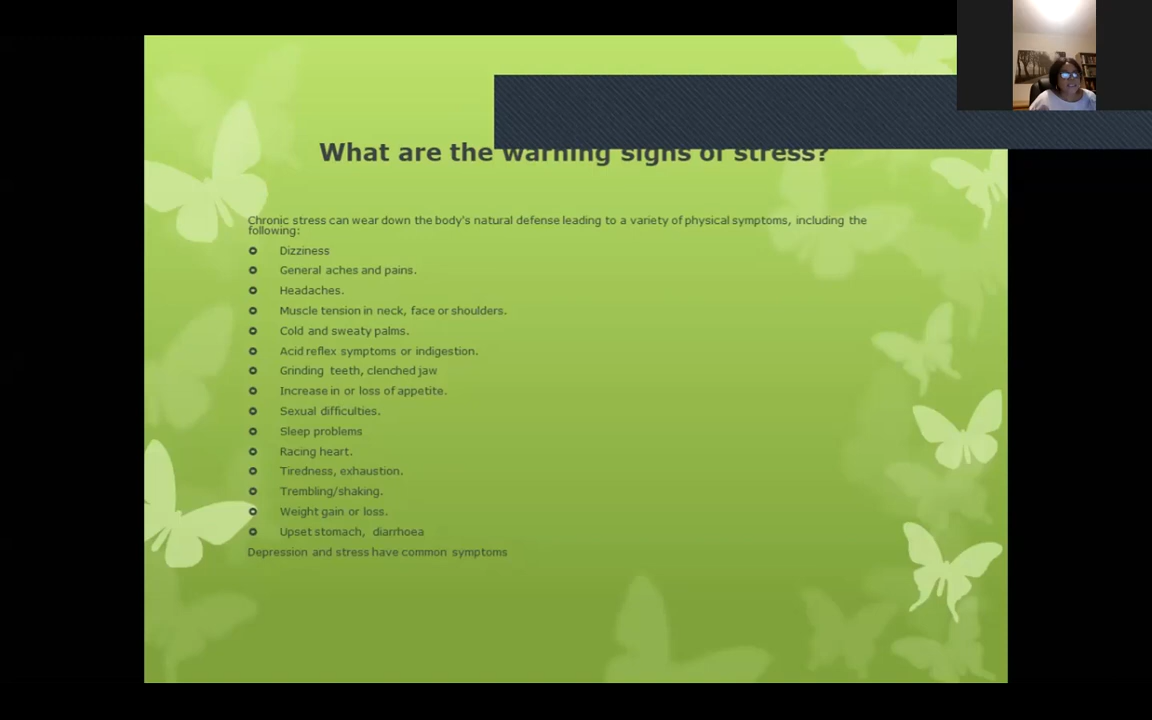 What are the warning signs of stress?
Chronic stress can wear down the body's natural defense leading to a variety of physical symptoms, including the
following:
Dizziness
General aches and pains.
Headaches.
Muscle tension in neck, face or shoulders.
Cold and sweaty palms.
Acid reflex symptoms or indigestion.
Grinding teeth, clenched jaw
Increase in or loss of appetite.
Sexual difficulties.
Sleep problems
Racing heart.
Tiredness, exhaustion.
Trembling/shaking.
Weight gain or loss.
Upset stomach, diarrhoea
Depression and stress have common symptoms